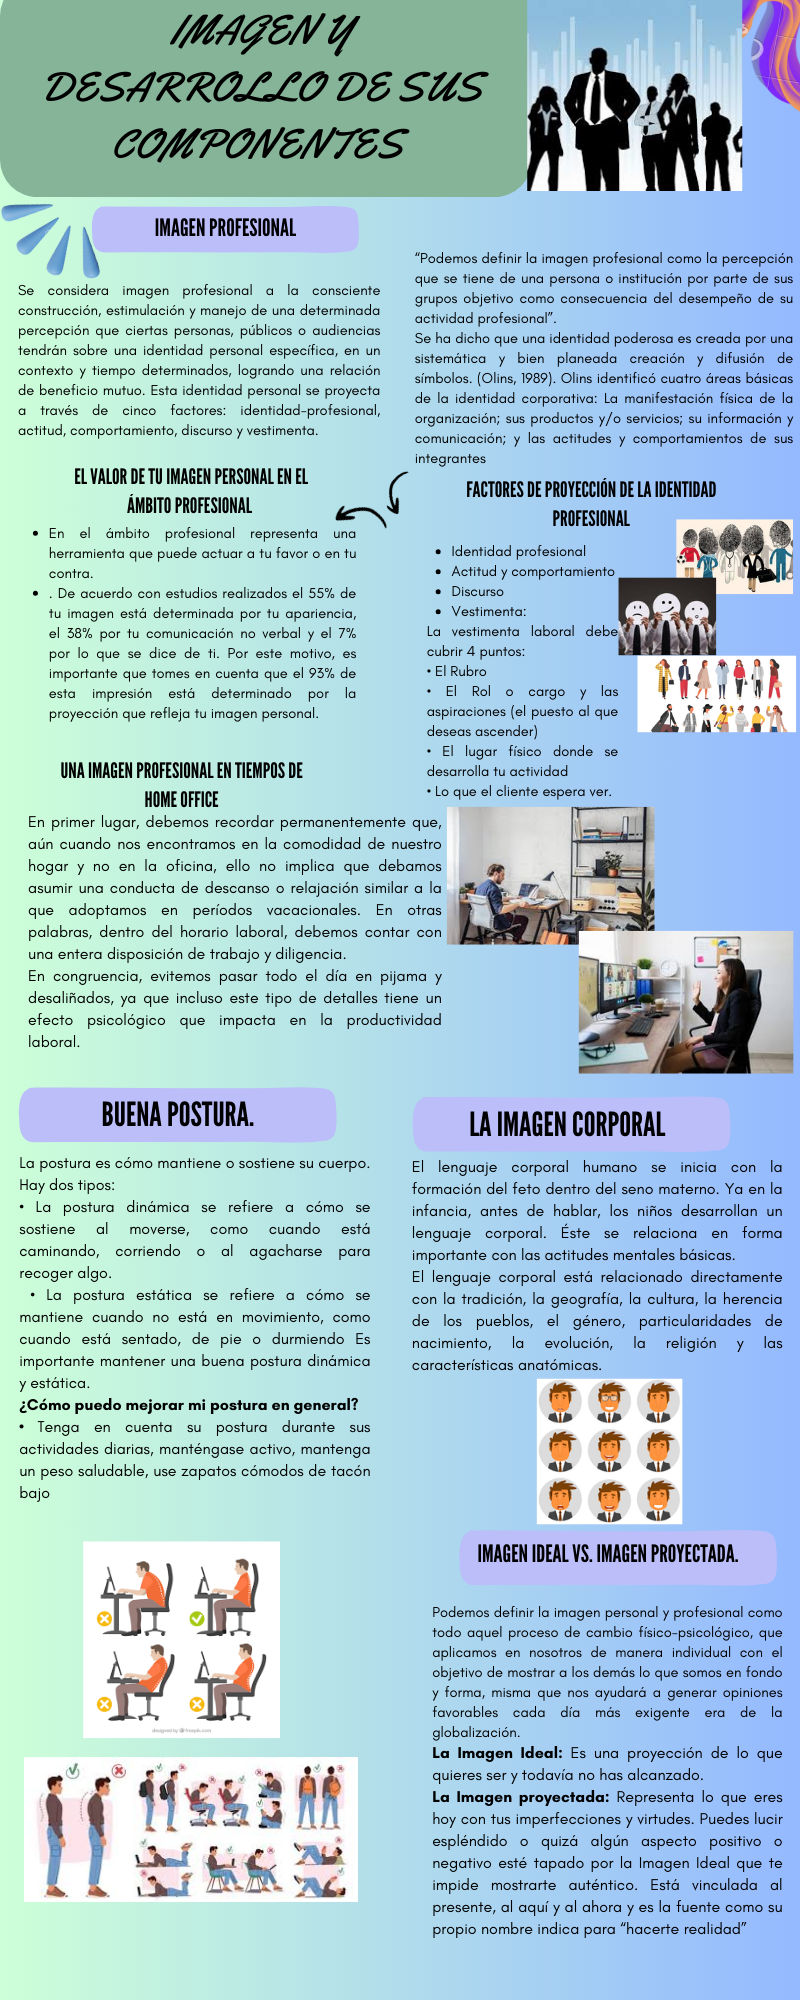 IMAGEN Y
DESARROLLO DE SUS
COMPONENTES
IMAGEN PROFESIONAL
Se considera imagen profesional a la consciente
construcción, estimulación y manejo de una determinada
percepción que ciertas personas, públicos o audiencias
tendrán sobre una identidad personal específica, en un
contexto y tiempo determinados, logrando una relación
de beneficio mutuo. Esta identidad personal se proyecta
a través de cinco factores: identidad-profesional,
actitud, comportamiento, discurso y vestimenta.
“Podemos definir la imagen profesional como la percepción
que se tiene de una persona o institución por parte de sus
grupos objetivo como consecuencia del desempeño de su
actividad profesional”.
Se ha dicho que una identidad poderosa es creada por una
sistemática y bien planeada creación y difusión de
símbolos. (Olins, 1989). Olins identificó cuatro áreas básicas
de la identidad corporativa: La manifestación física de la
organización; sus productos y/o servicios; su información y
comunicación; y las actitudes y comportamientos de sus
integrantes
EL VALOR DE TU IMAGEN PERSONAL EN EL
ÁMBITO PROFESIONAL
• En el ámbito profesional representa una
herramienta que puede actuar a tu favor o en tu
contra.
• . De acuerdo con estudios realizados el 55% de
tu imagen está determinada por tu apariencia,
el 38% por tu comunicación no verbal y el 7%
por lo que se dice de ti. Por este motivo, es
importante que tomes en cuenta que el 93% de
esta impresión está determinado por la
proyección que refleja tu imagen personal.
FACTORES DE PROYECCIÓN DE LA IDENTIDAD
PROFESIONAL
• Identidad profesional
• Actitud y comportamiento
• Discurso
• Vestimenta:
La vestimenta laboral debe
cubrir 4 puntos:
• El Rubro
• El Rol o cargo y las
aspiraciones (el puesto al que
deseas ascender)
• El lugar físico donde se
desarrolla tu actividad
• Lo que el cliente espera ver.
UNA IMAGEN PROFESIONAL EN TIEMPOS DE
HOME OFFICE
En primer lugar, debemos recordar permanentemente que,
aún cuando nos encontramos en la comodidad de nuestro
hogar y no en la oficina, ello no implica que debamos
asumir una conducta de descanso o relajación similar a la
que adoptamos en períodos vacacionales. En otras
palabras, dentro del horario laboral, debemos contar con
una entera disposición de trabajo y diligencia.
En congruencia, evitemos pasar todo el día en pijama y
desaliñados, ya que incluso este tipo de detalles tiene un
efecto psicológico que impacta en la productividad
laboral.
BUENA POSTURA.
La postura es cómo mantiene o sostiene su cuerpo.
Hay dos tipos:
• La postura dinámica se refiere a cómo se
sostiene al moverse, como cuando está
caminando, corriendo o al agacharse para
recoger algo.
• La postura estática se refiere a cómo se
mantiene cuando no está en movimiento, como
cuando está sentado, de pie o durmiendo Es
importante mantener una buena postura dinámica
y estática.
¿Cómo puedo mejorar mi postura en general?
• Tenga en cuenta su postura durante sus
actividades diarias, manténgase activo, mantenga
un peso saludable, use zapatos cómodos de tacón
bajo
designed by freepik.com
LA IMAGEN CORPORAL
El lenguaje corporal humano se inicia con la
formación del feto dentro del seno materno. Ya en la
infancia, antes de hablar, los niños desarrollan un
lenguaje corporal. Éste se relaciona en forma
importante con las actitudes mentales básicas.
El lenguaje corporal está relacionado directamente
con la tradición, la geografía, la cultura, la herencia
de los pueblos, el género, particularidades de
nacimiento, la evolución, la religión y las
características anatómicas.
IMAGEN IDEAL VS. IMAGEN PROYECTADA.
Podemos definir la imagen personal y profesional como
todo aquel proceso de cambio físico-psicológico, que
aplicamos en nosotros de manera individual con el
objetivo de mostrar a los demás lo que somos en fondo
y forma, misma que nos ayudará a generar opiniones
favorables cada día más exigente era de la
globalización.
La Imagen Ideal: Es una proyección de lo que
quieres ser y todavía no has alcanzado.
La Imagen proyectada: Representa lo que eres
hoy con tus imperfecciones y virtudes. Puedes lucir
espléndido o quizá algún aspecto positivo o
negativo esté tapado por la Imagen Ideal que te
impide mostrarte auténtico. Está vinculada al
presente, al aquí y al ahora y es la fuente como su
propio nombre indica para “hacerte realidad”